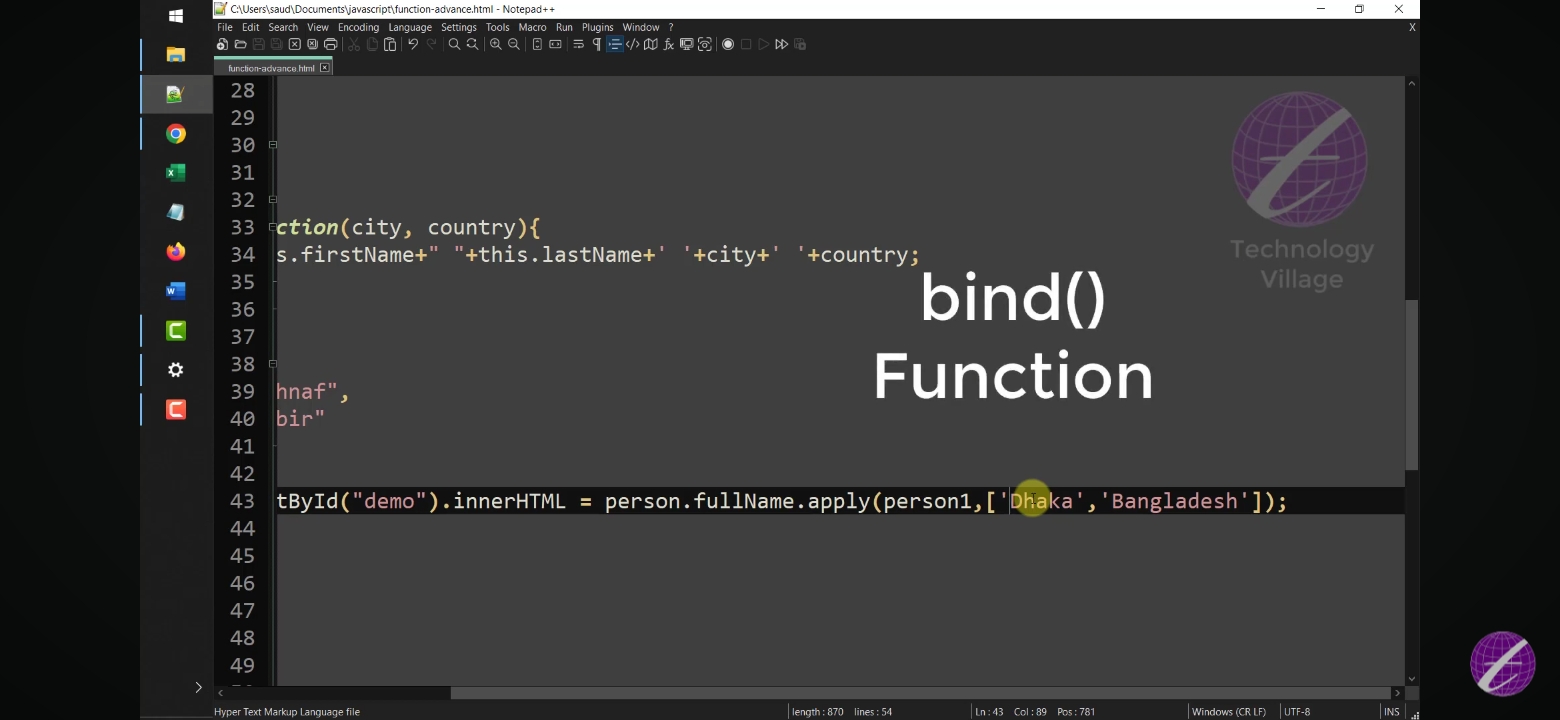 C:\Users\saud\Documents\javascript\function-advance.html - Notepad++
File Edit Search View Encoding Language Settings Tools Macro Run Plugins Window ? X
function-advance.html
28
29
30
31
32
33 ction(city, country){
34 s.firstName+" "+this.lastName+' '+city+' '+country;
35
36
37
38
39 hnaf",
40 bir"
41
42
43 tById("demo").innerHTML = person.fullName.apply(person1,['Dhaka','Bangladesh']);
44
45
46
47
48
49
Technology
Village
bind()
Function
Hyper Text Markup Language file length : 870 lines : 54 Ln : 43 Col : 89 Pos : 781 Windows (CR LF) UTF-8 INS